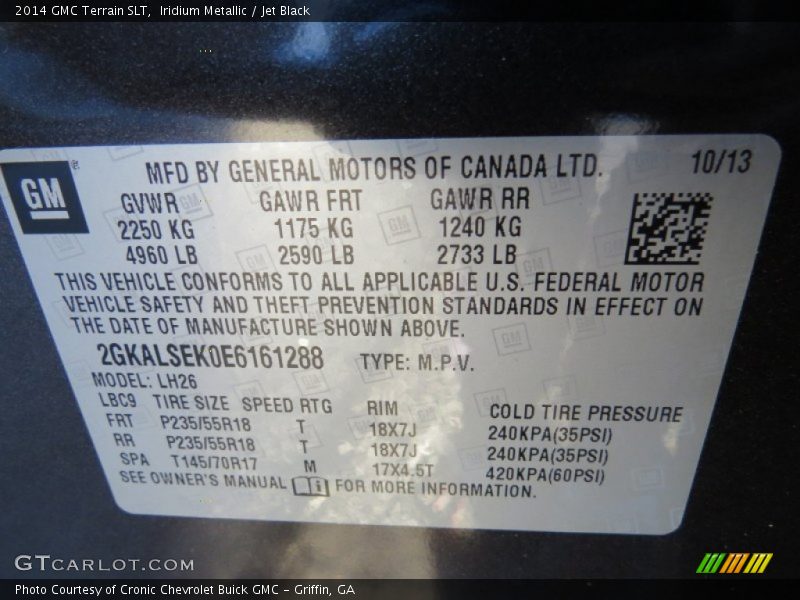 2014 GMC Terrain SLT, Iridium Metallic / Jet Black
GM
MFD BY GENERAL MOTORS OF CANADA LTD. 10/13
GVWR GAWR FRT GAWR RR
2250 KG 1175 KG 1240 KG
4960 LB 2590 LB 2733 LB
THIS VEHICLE CONFORMS TO ALL APPLICABLE U.S. FEDERAL MOTOR
VEHICLE SAFETY AND THEFT PREVENTION STANDARDS IN EFFECT ON
THE DATE OF MANUFACTURE SHOWN ABOVE.
2GKALSEK0E6161288 TYPE: M.P.V.
MODEL: LH26
LBC9 TIRE SIZE SPEED RTG RIM COLD TIRE PRESSURE
FRT P235/55R18 T 18X7J 240KPA(35PSI)
RR P235/55R18 T 18X7J 240KPA(35PSI)
SPA T145/70R17 M 17X4.5T 420KPA(60PSI)
SEE OWNER'S MANUAL i FOR MORE INFORMATION.
GTCARLOT.COM
Photo Courtesy of Cronic Chevrolet Buick GMC – Griffin, GA